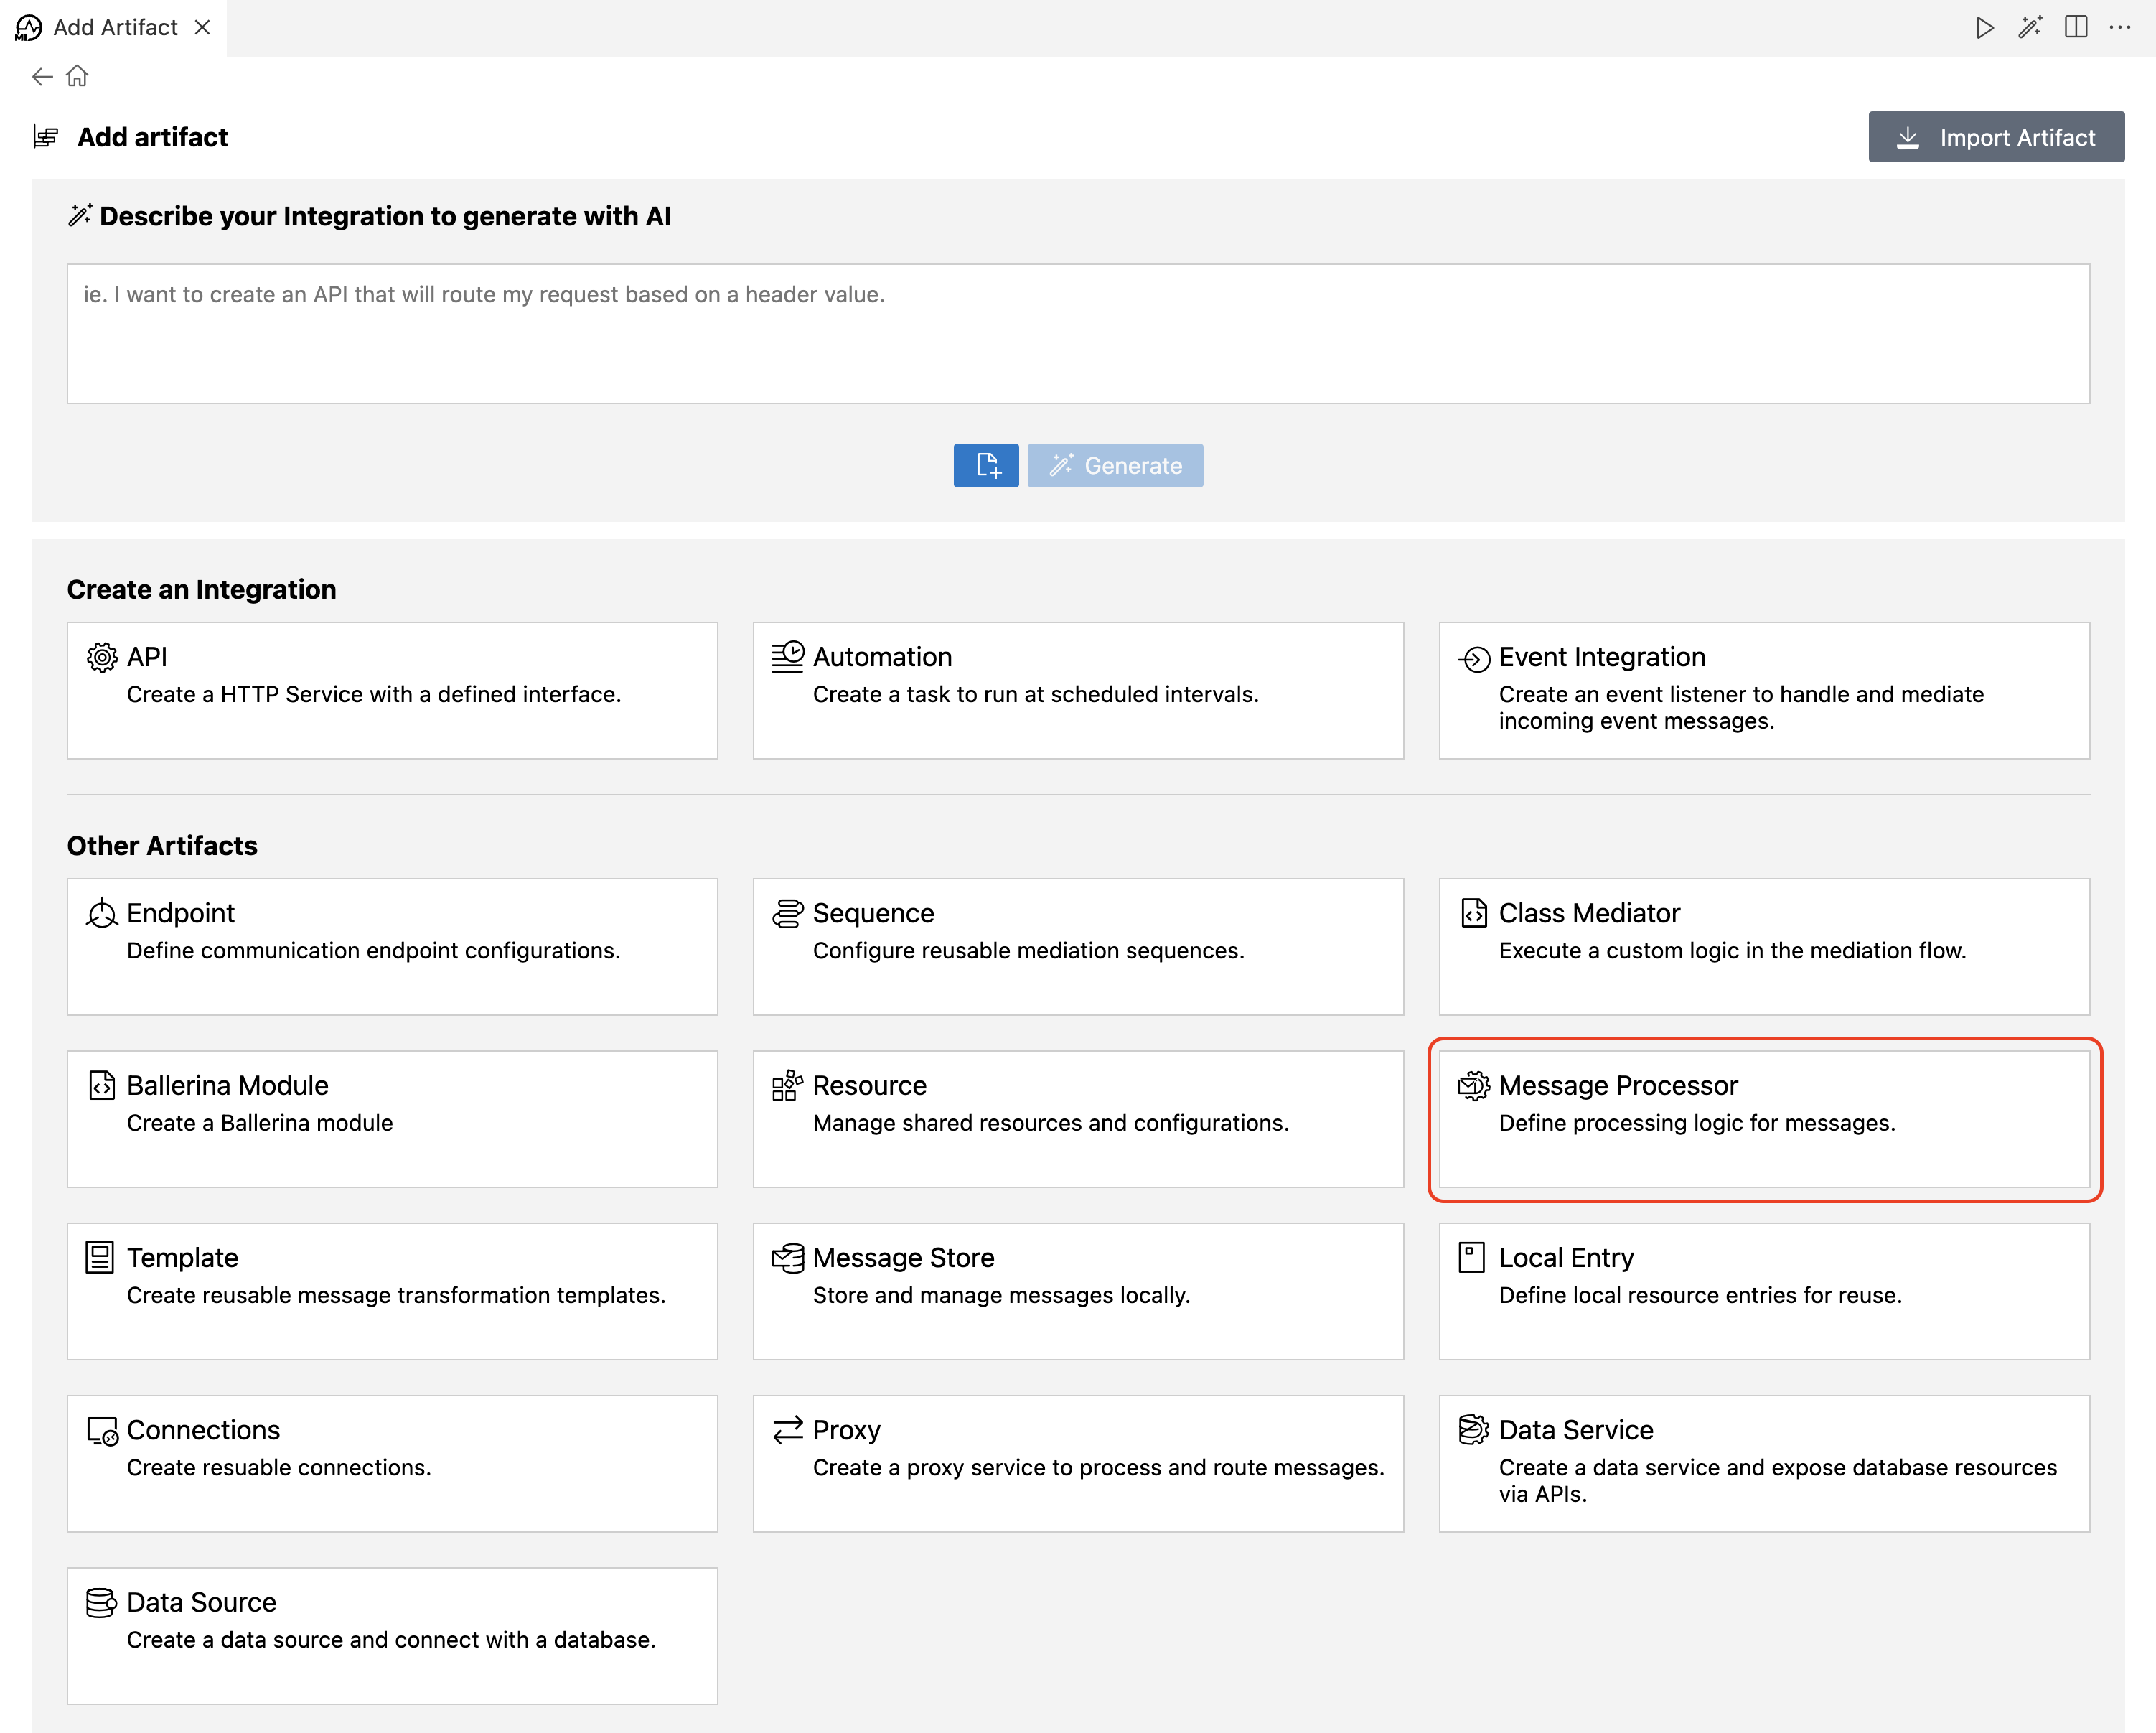 MI Add Artifact
Add artifact
Import Artifact
Describe your Integration to generate with AI
ie. I want to create an API that will route my request based on a header value.
Generate
Create an Integration
API
Create a HTTP Service with a defined interface.
Automation
Create a task to run at scheduled intervals.
Event Integration
Create an event listener to handle and mediate
incoming event messages.
Other Artifacts
Endpoint
Define communication endpoint configurations.
Sequence
Configure reusable mediation sequences.
Class Mediator
Execute a custom logic in the mediation flow.
Ballerina Module
Create a Ballerina module
Resource
Manage shared resources and configurations.
Message Processor
Define processing logic for messages.
Template
Create reusable message transformation templates.
Message Store
Store and manage messages locally.
Local Entry
Define local resource entries for reuse.
Connections
Create resuable connections.
Proxy
Create a proxy service to process and route messages.
Data Service
Create a data service and expose database resources
via APIs.
Data Source
Create a data source and connect with a database.